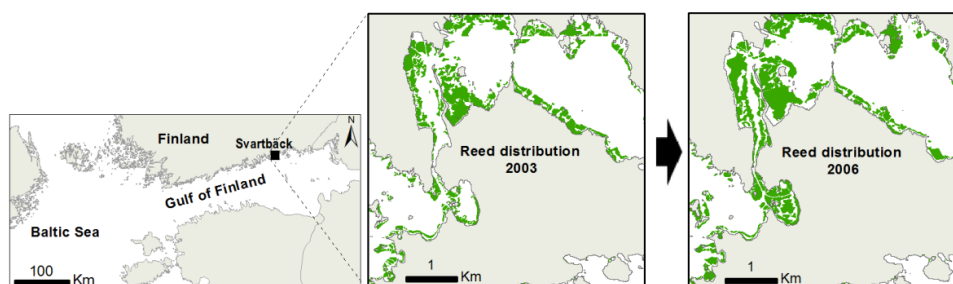 Finland
Svartbäck
N
Gulf of Finland
Baltic Sea
100
Km
Reed distribution
2003
1
Km
Reed distribution
2006
1
Km